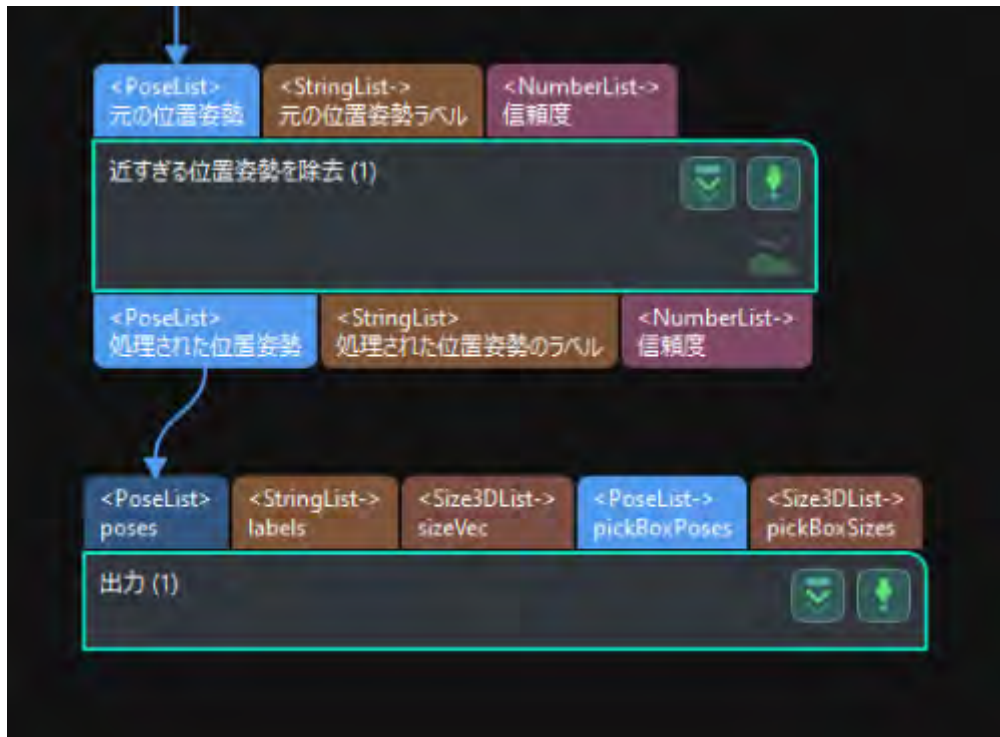 <PoseList>
元の位置姿勢
<StringList->
元の位置姿勢ラベル
<NumberList->
信頼度
近すぎる位置姿勢を除去 (1)
<PoseList>
処理された位置姿勢
<StringList>
処理された位置姿勢のラベル
<NumberList->
信頼度
<PoseList>
poses
<StringList->
labels
<Size3DList->
sizeVec
<PoseList->
pickBoxPoses
<Size3DList->
pickBoxSizes
出力 (1)